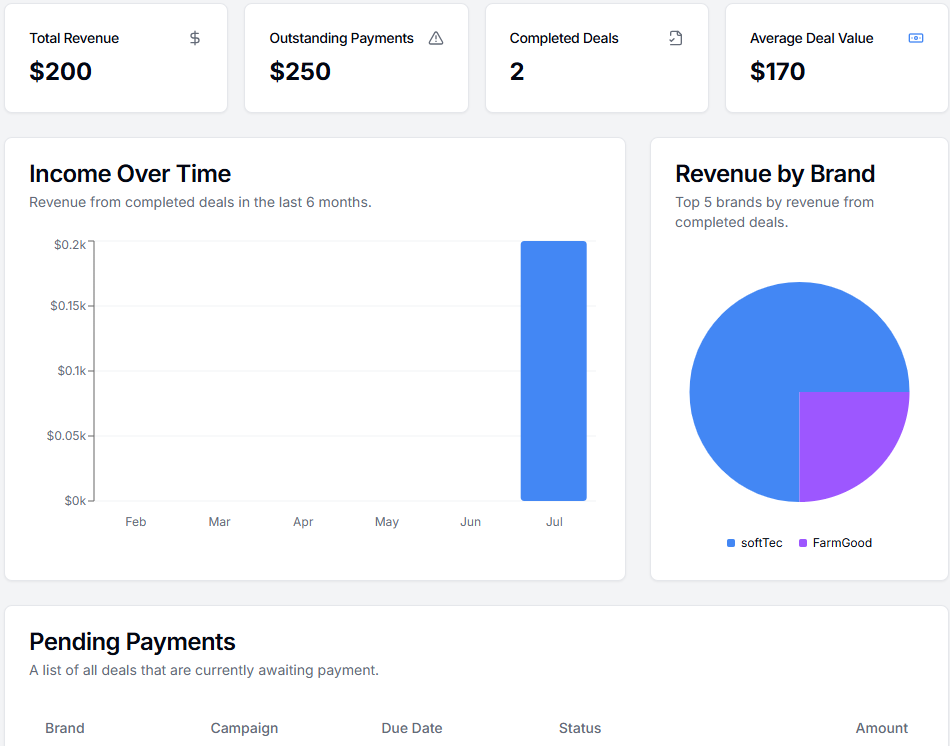 Total Revenue
$200
Outstanding Payments
$250
Completed Deals
2
Average Deal Value
$170
Income Over Time
Revenue from completed deals in the last 6 months.
$0.2k
$0.15k
$0.1k
$0.05k
$0k
Feb Mar Apr May Jun Jul
Revenue by Brand
Top 5 brands by revenue from
completed deals.
softTec FarmGood
Pending Payments
A list of all deals that are currently awaiting payment.
Brand Campaign Due Date Status Amount